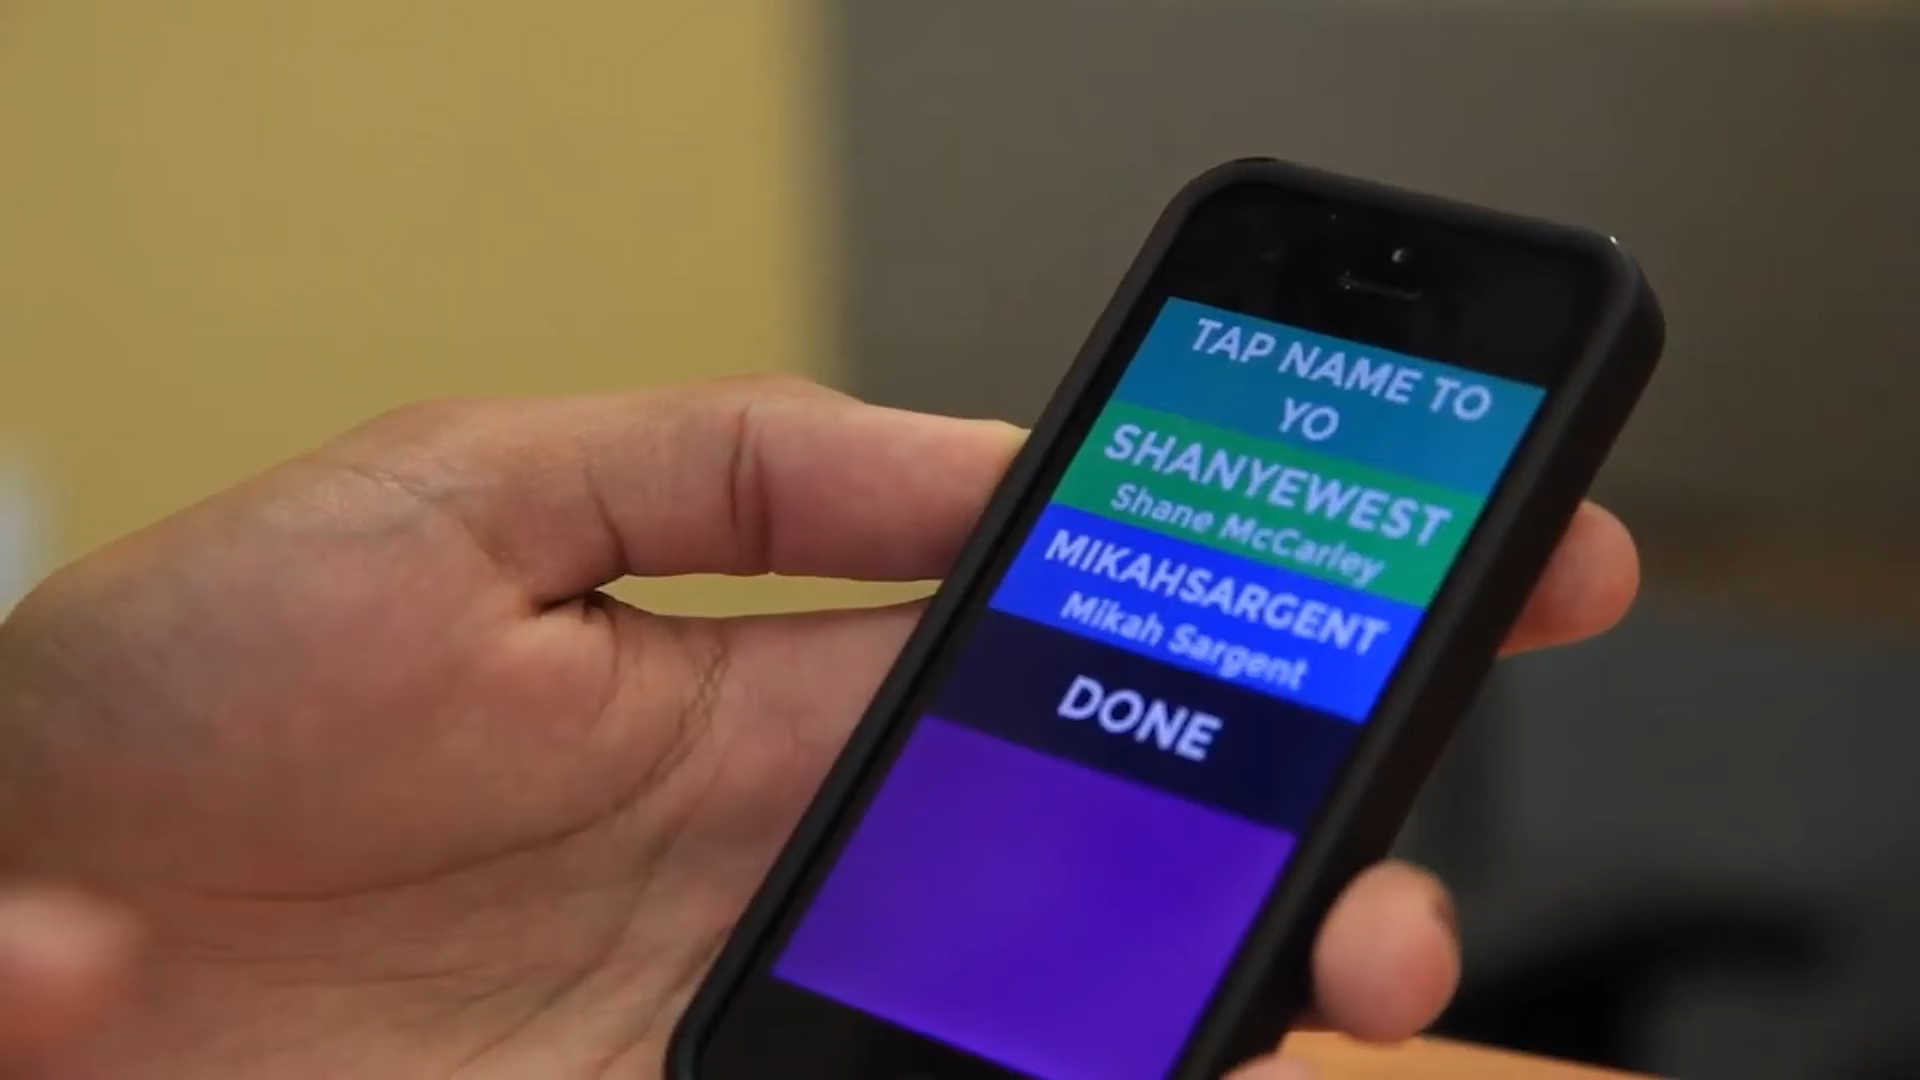 TAP NAME TO
YO
SHANYEWEST
Shane McCarley
MIKAHSARGENT
Mikah Sargent
DONE